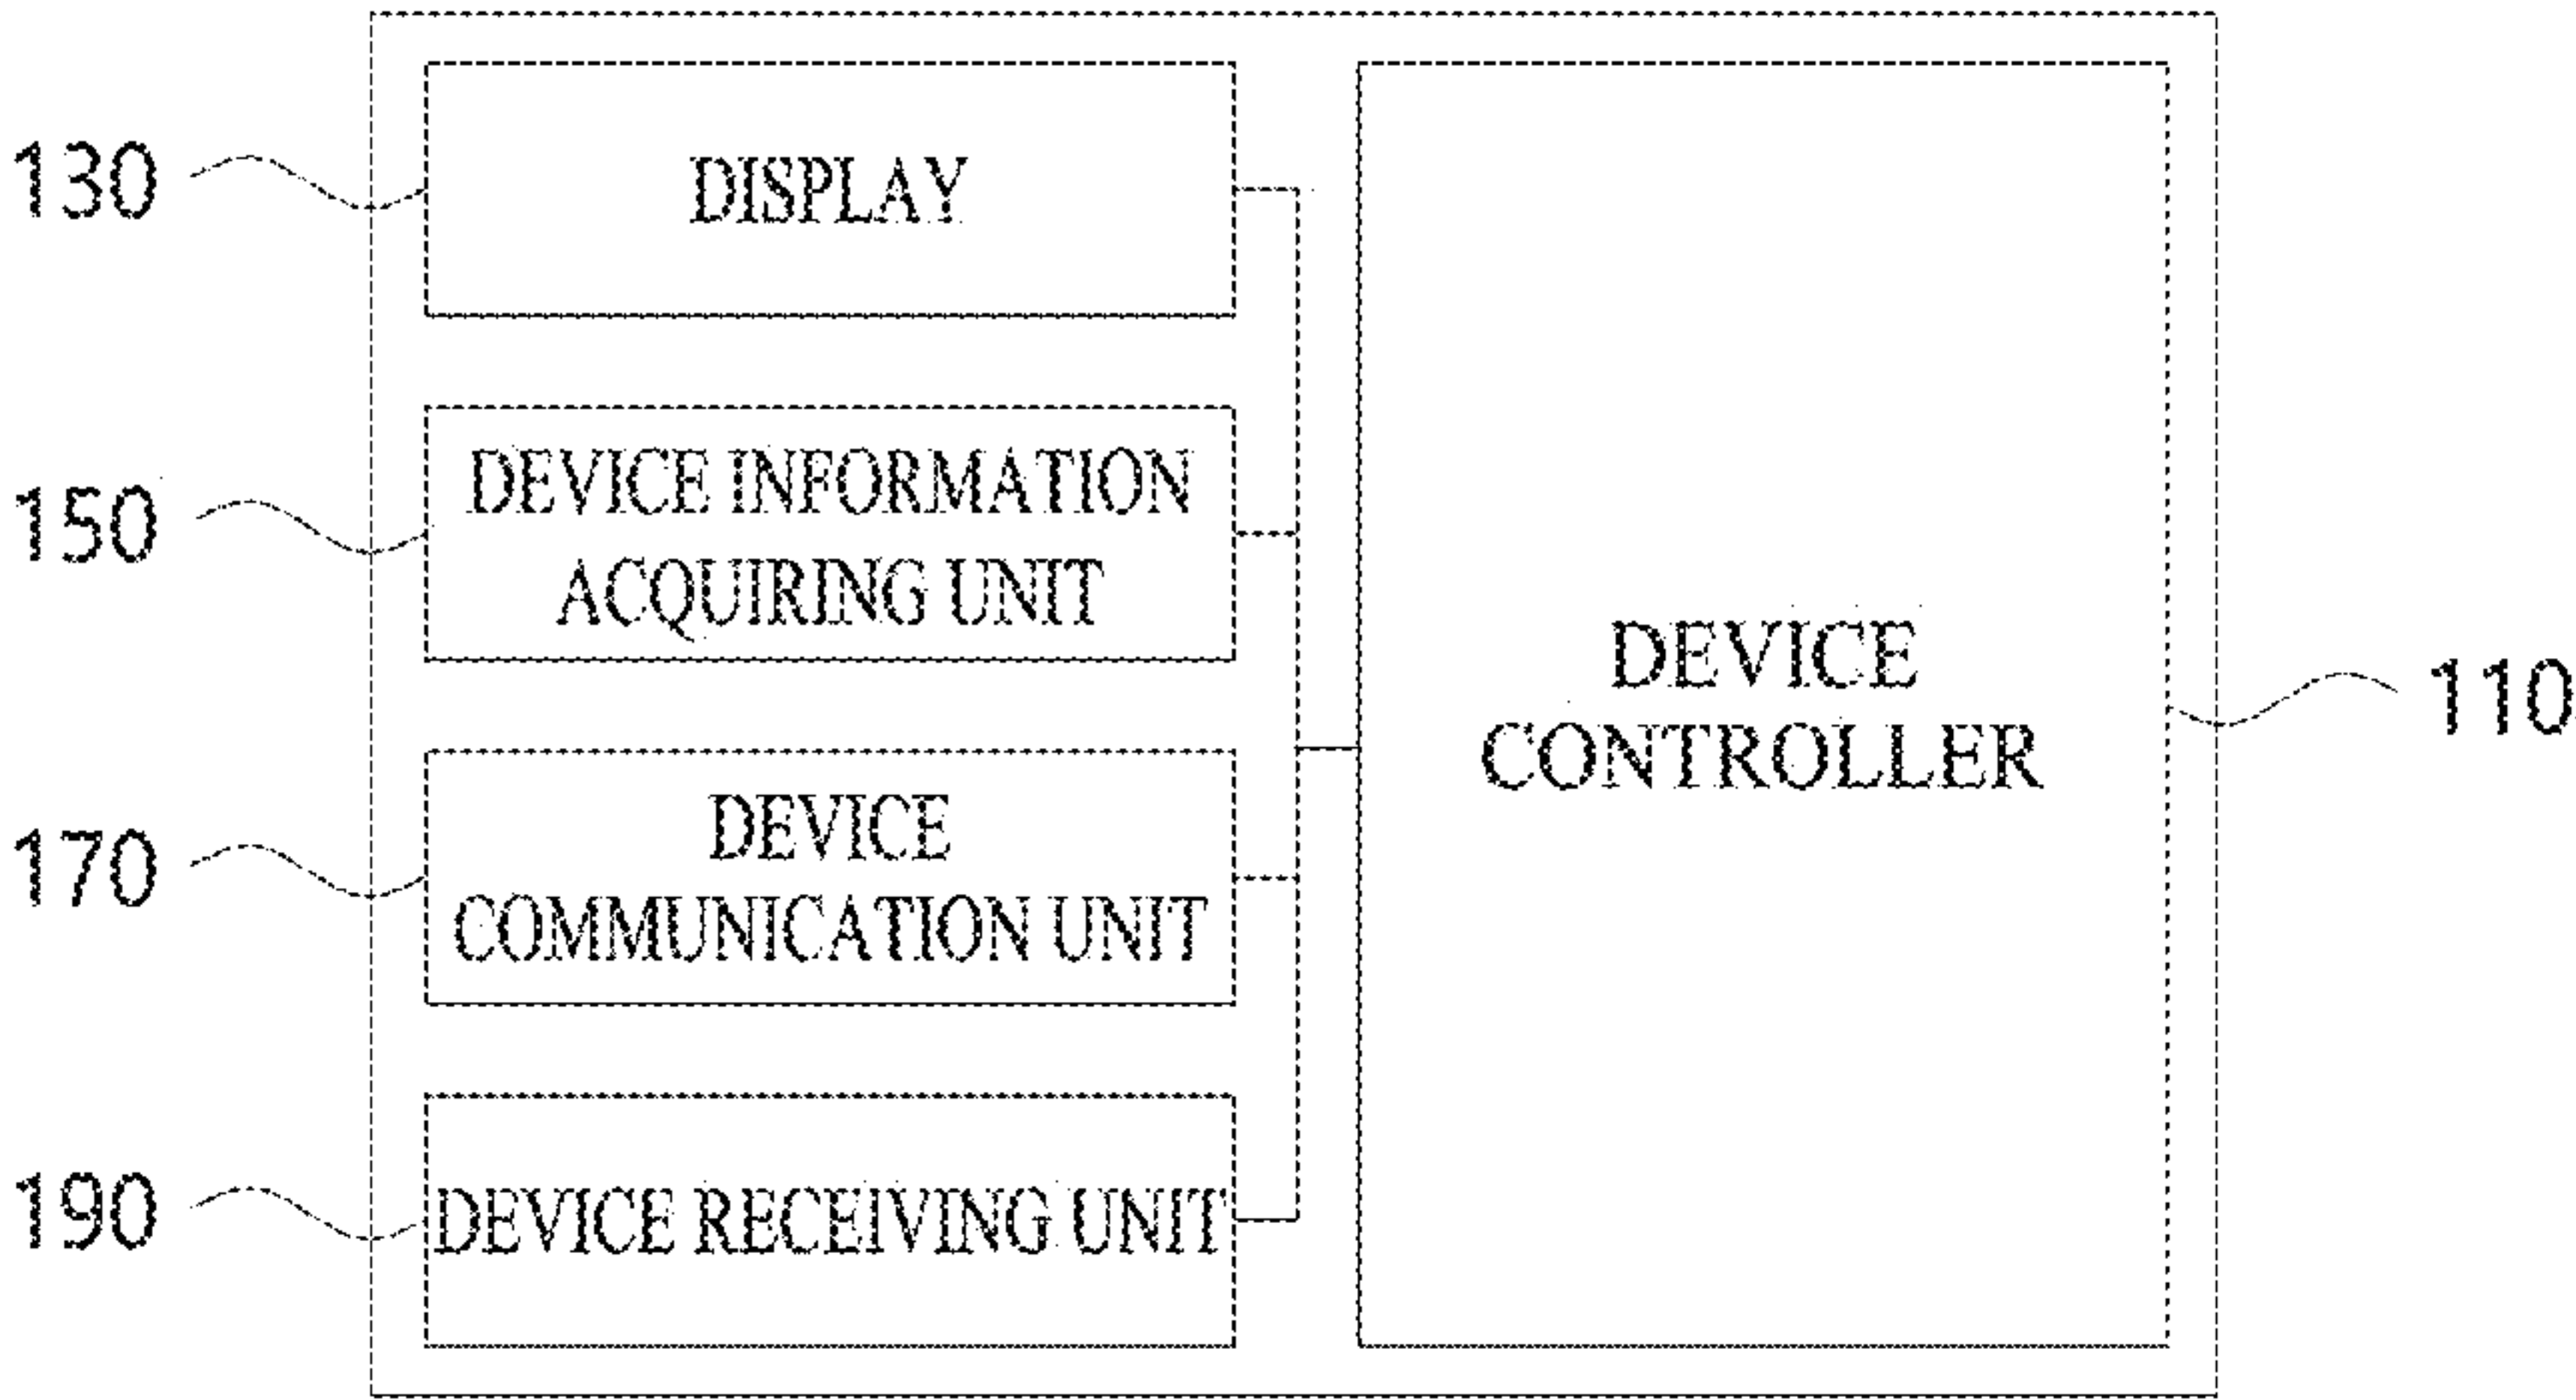 130
DISPLAY
150
DEVICE INFORMATION
ACQUIRING UNIT
DEVICE
CONTROLLER
110
170
DEVICE
COMMUNICATION UNIT
190
DEVICE RECEIVING UNIT